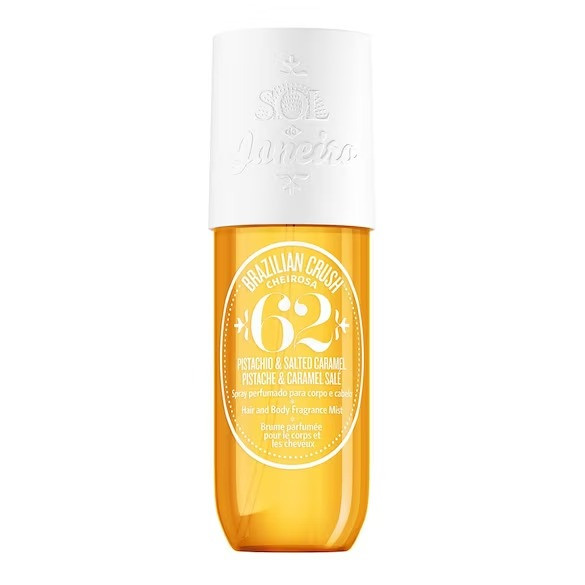 SOL
de
Janeiro
BRAZILIAN CRUSH
CHEIROSA
62
PISTACHIO & SALTED CARAMEL
PISTACHE & CARAMEL SALÉ
Spray perfumado para corpo e cabelo
Hair and Body Fragrance Mist
Brume parfumée
pour le corps et
les cheveux